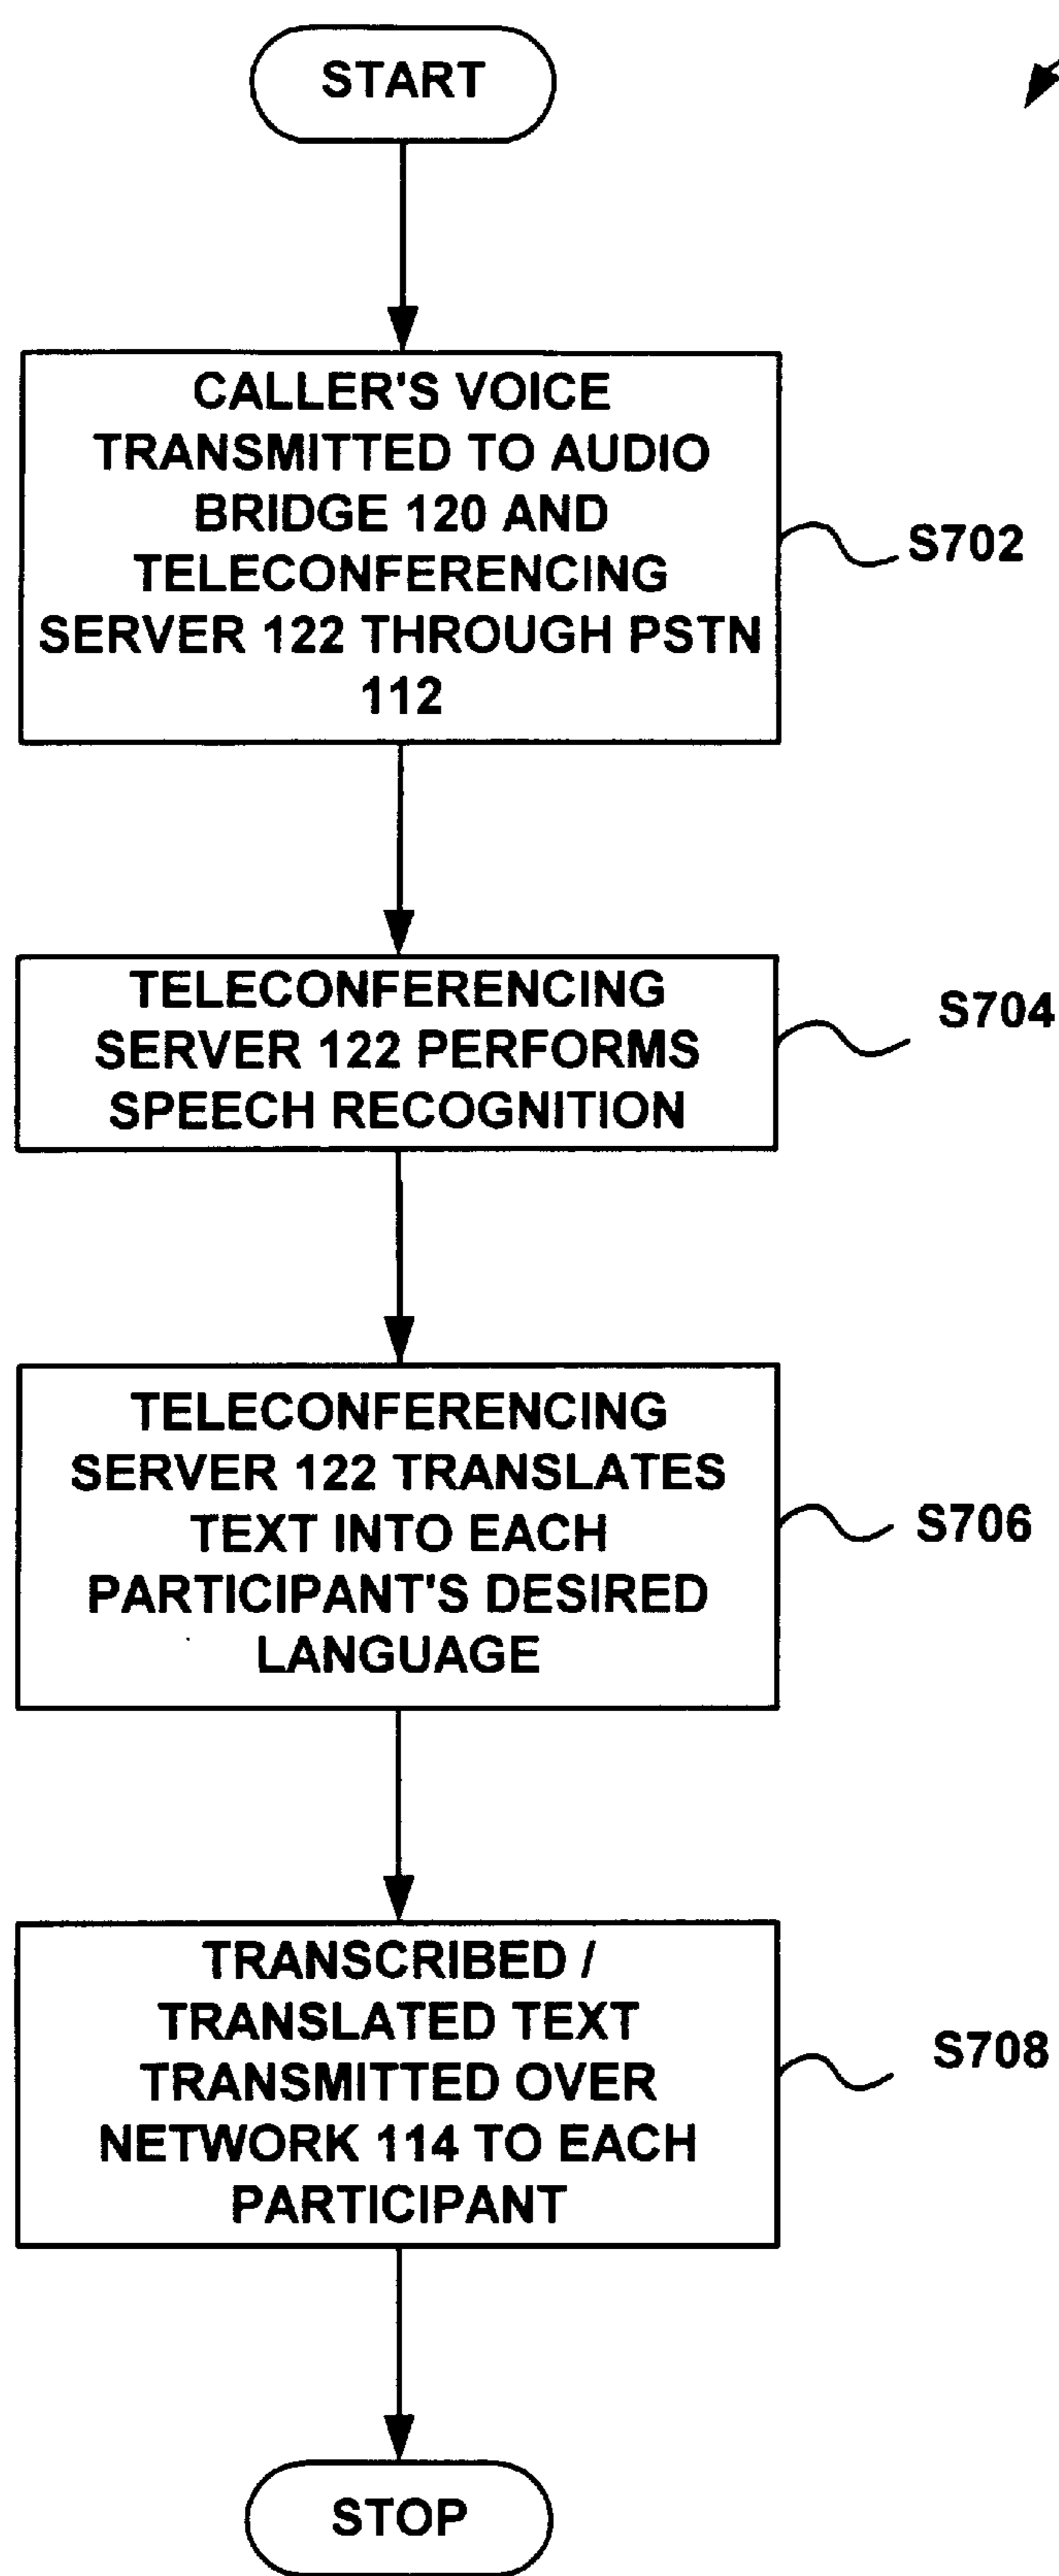 START
CALLER'S VOICE
TRANSMITTED TO AUDIO
BRIDGE 120 AND
TELECONFERENCING
SERVER 122 THROUGH PSTN
112
S702
TELECONFERENCING
SERVER 122 PERFORMS
SPEECH RECOGNITION
S704
TELECONFERENCING
SERVER 122 TRANSLATES
TEXT INTO EACH
PARTICIPANT'S DESIRED
LANGUAGE
S706
TRANSCRIBED /
TRANSLATED TEXT
TRANSMITTED OVER
NETWORK 114 TO EACH
PARTICIPANT
S708
STOP